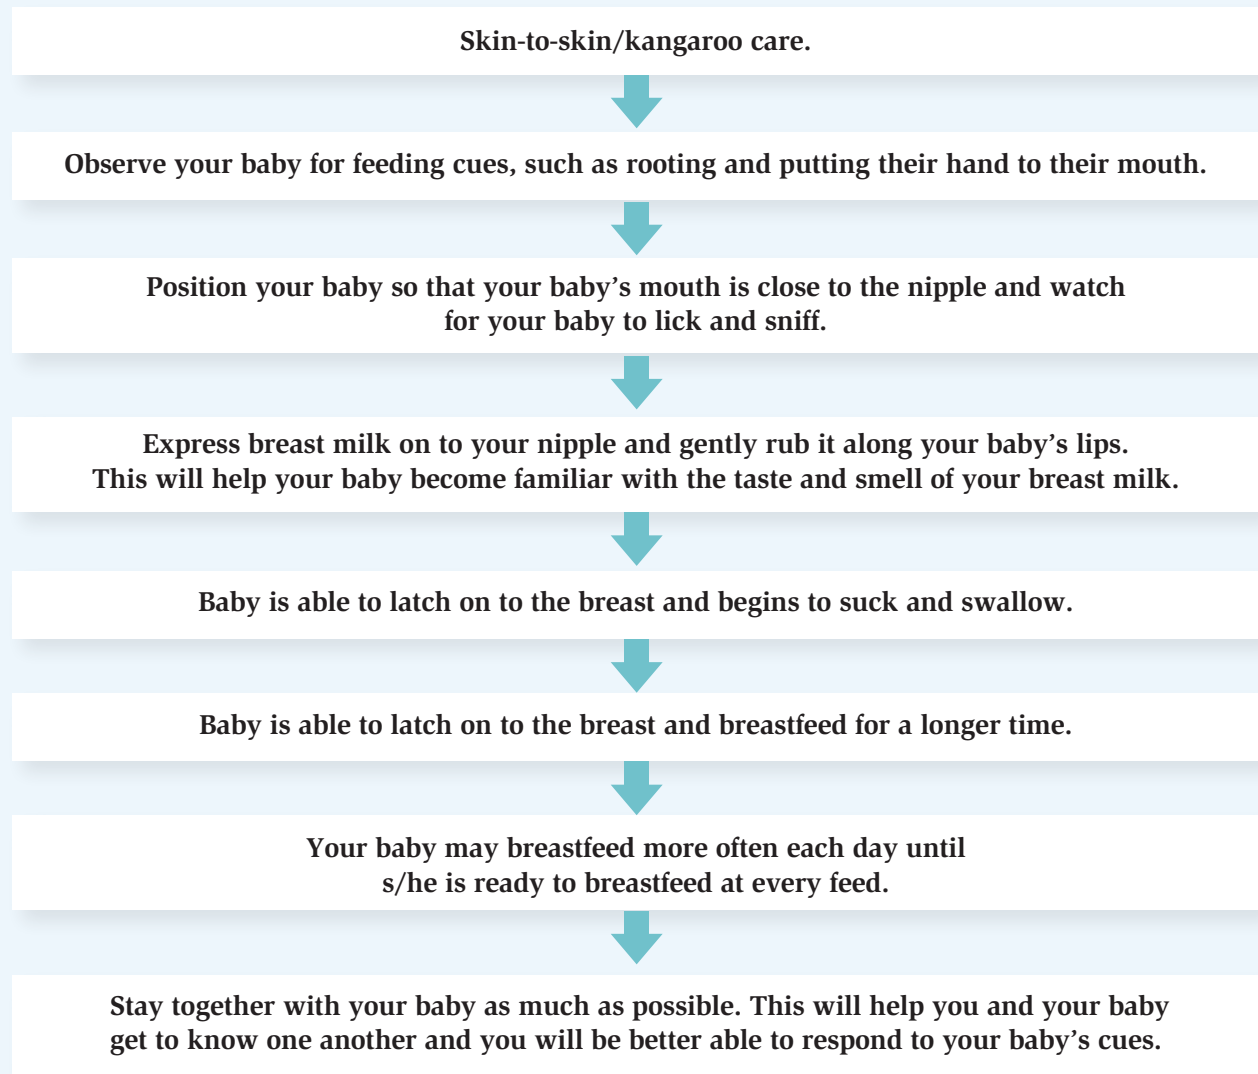 Skin-to-skin/kangaroo care.
Observe your baby for feeding cues, such as rooting and putting their hand to their mouth.
Position your baby so that your baby’s mouth is close to the nipple and watch
for your baby to lick and sniff.
Express breast milk on to your nipple and gently rub it along your baby’s lips.
This will help your baby become familiar with the taste and smell of your breast milk.
Baby is able to latch on to the breast and begins to suck and swallow.
Baby is able to latch on to the breast and breastfeed for a longer time.
Your baby may breastfeed more often each day until
s/he is ready to breastfeed at every feed.
Stay together with your baby as much as possible. This will help you and your baby
get to know one another and you will be better able to respond to your baby’s cues.